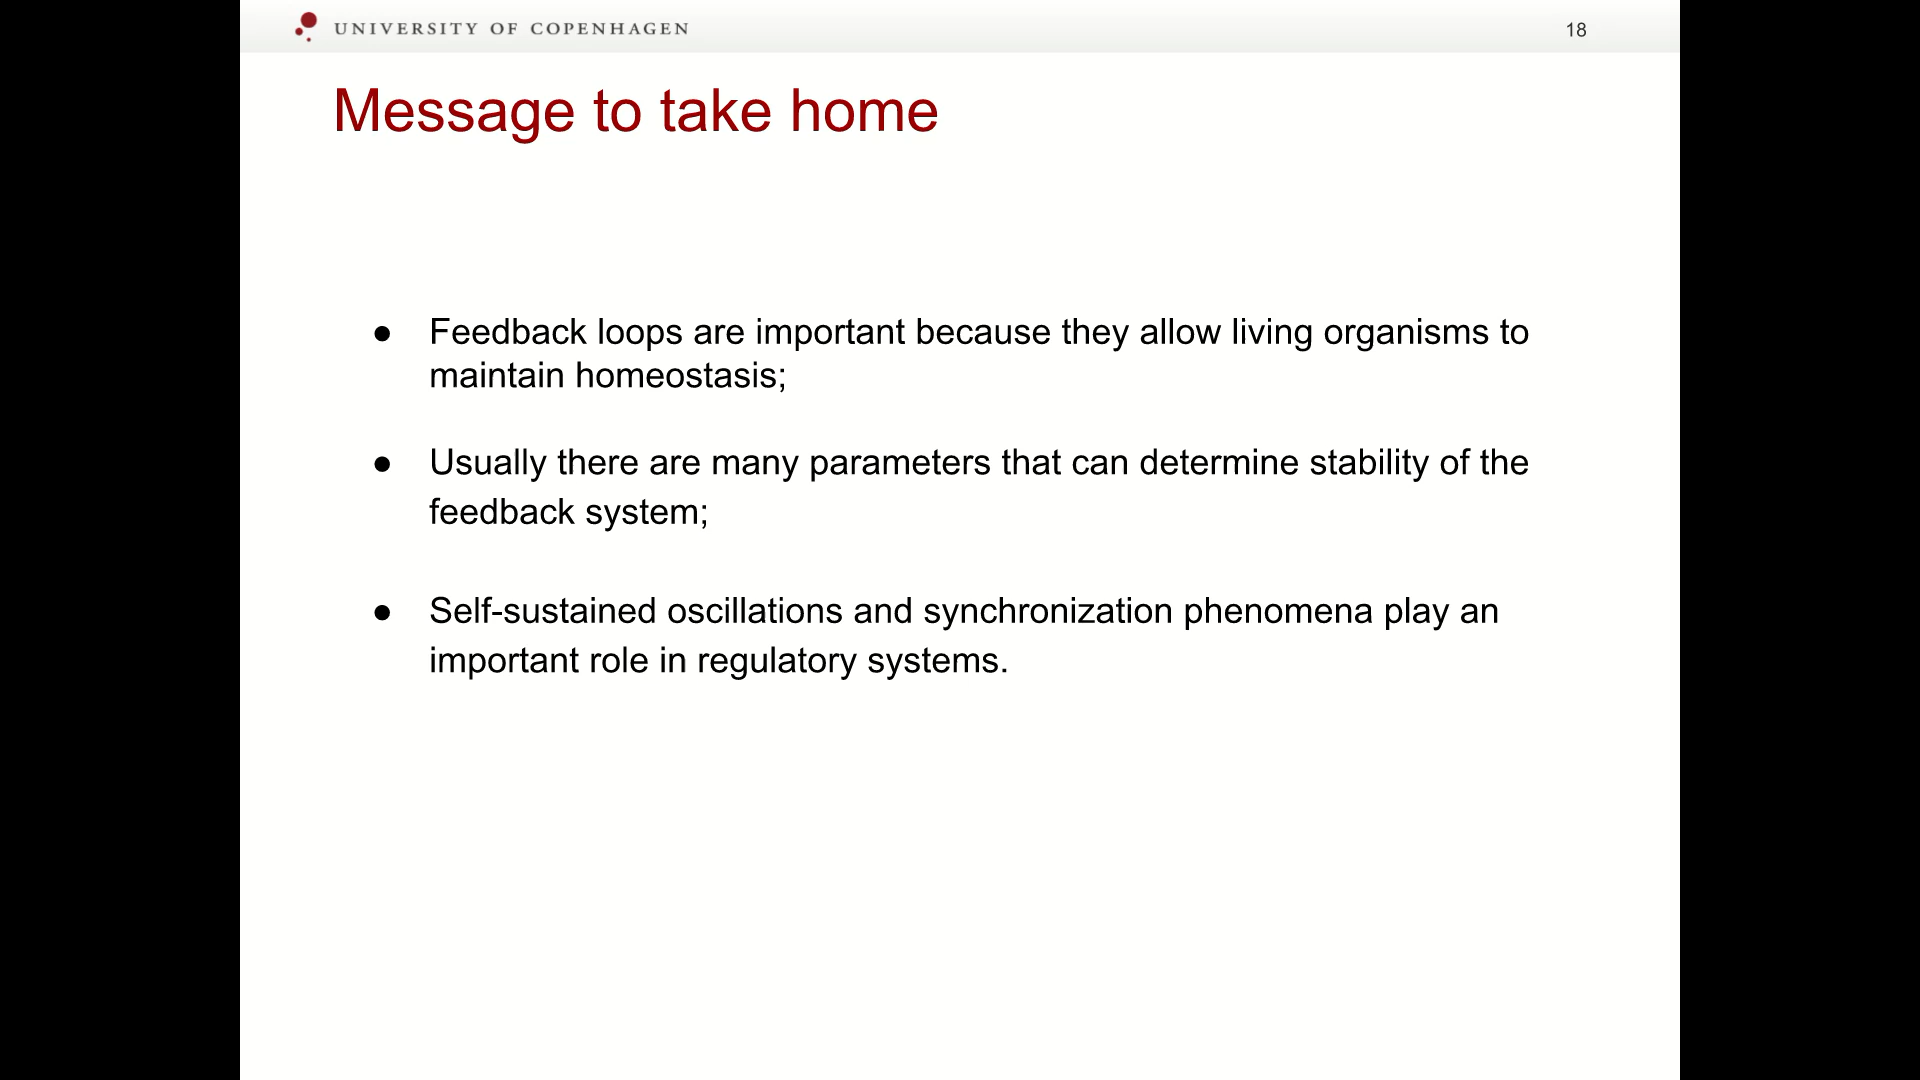 UNIVERSITY OF COPENHAGEN
18
Message to take home
● Feedback loops are important because they allow living organisms to
maintain homeostasis;
● Usually there are many parameters that can determine stability of the
feedback system;
● Self-sustained oscillations and synchronization phenomena play an
important role in regulatory systems.